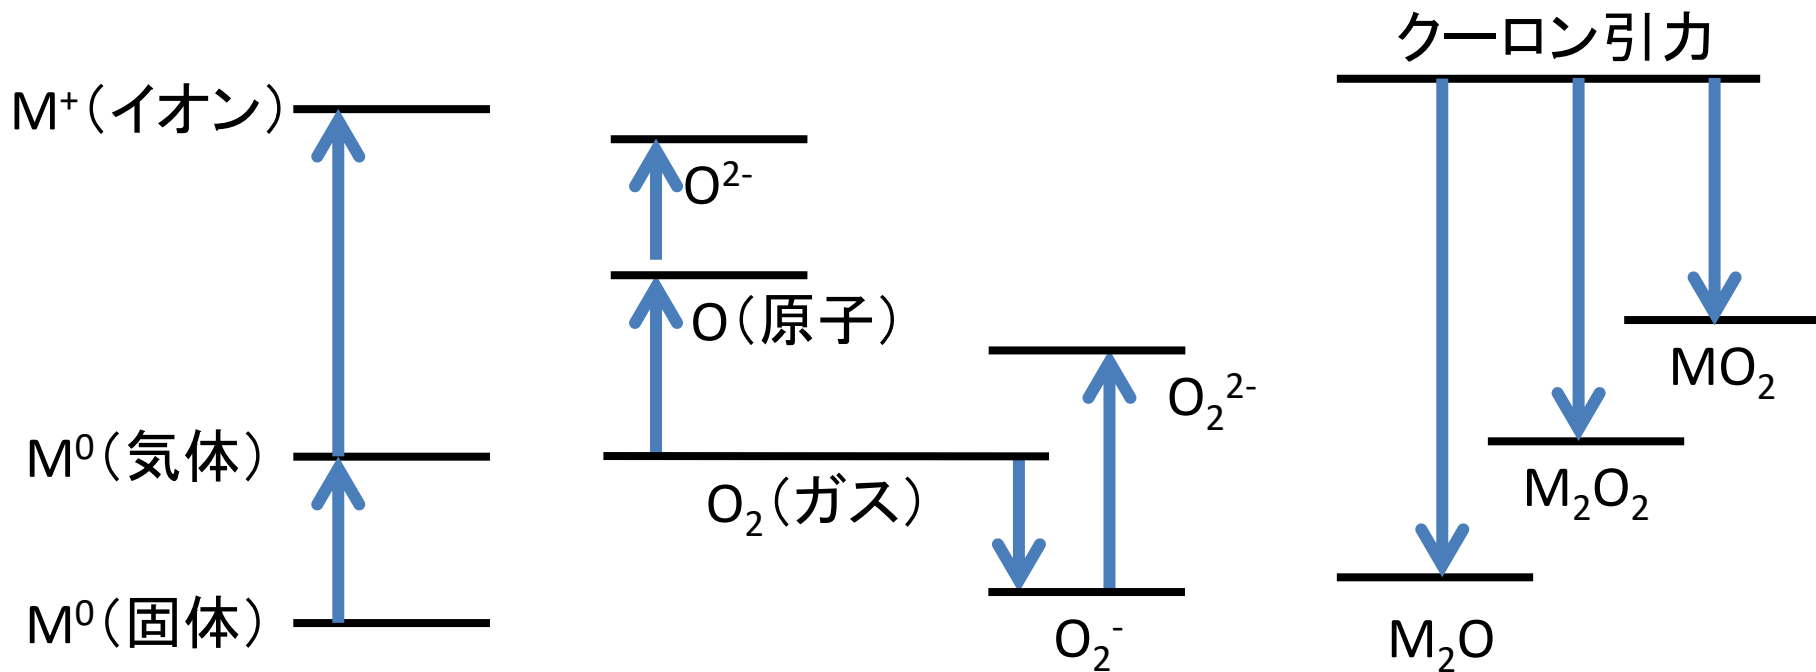 クーロン引力
M⁺(イオン)
O²⁻
O(原子)
MO₂
O₂²⁻
M⁰(気体)
O₂(ガス)
M₂O₂
M⁰(固体)
O₂⁻
M₂O